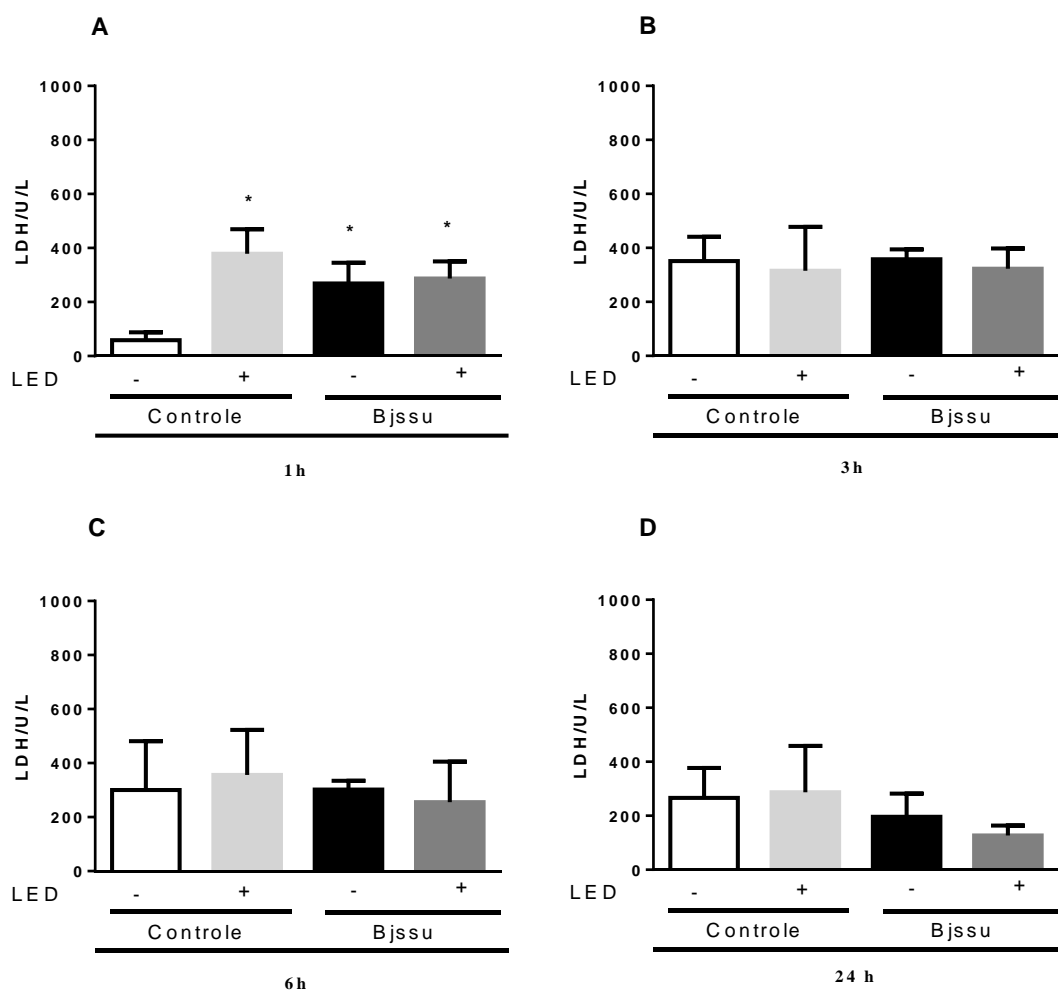 A
1000
800
600
400
200
0
LDH/U/L
* * *
LED - + - +
Controle Bjssu
1h
B
1000
800
600
400
200
0
LDH/U/L
LED - + - +
Controle Bjssu
3h
C
1000
800
600
400
200
0
LDH/U/L
LED - + - +
Controle Bjssu
6h
D
1000
800
600
400
200
0
LDH/U/L
LED - + - +
Controle Bjssu
24 h